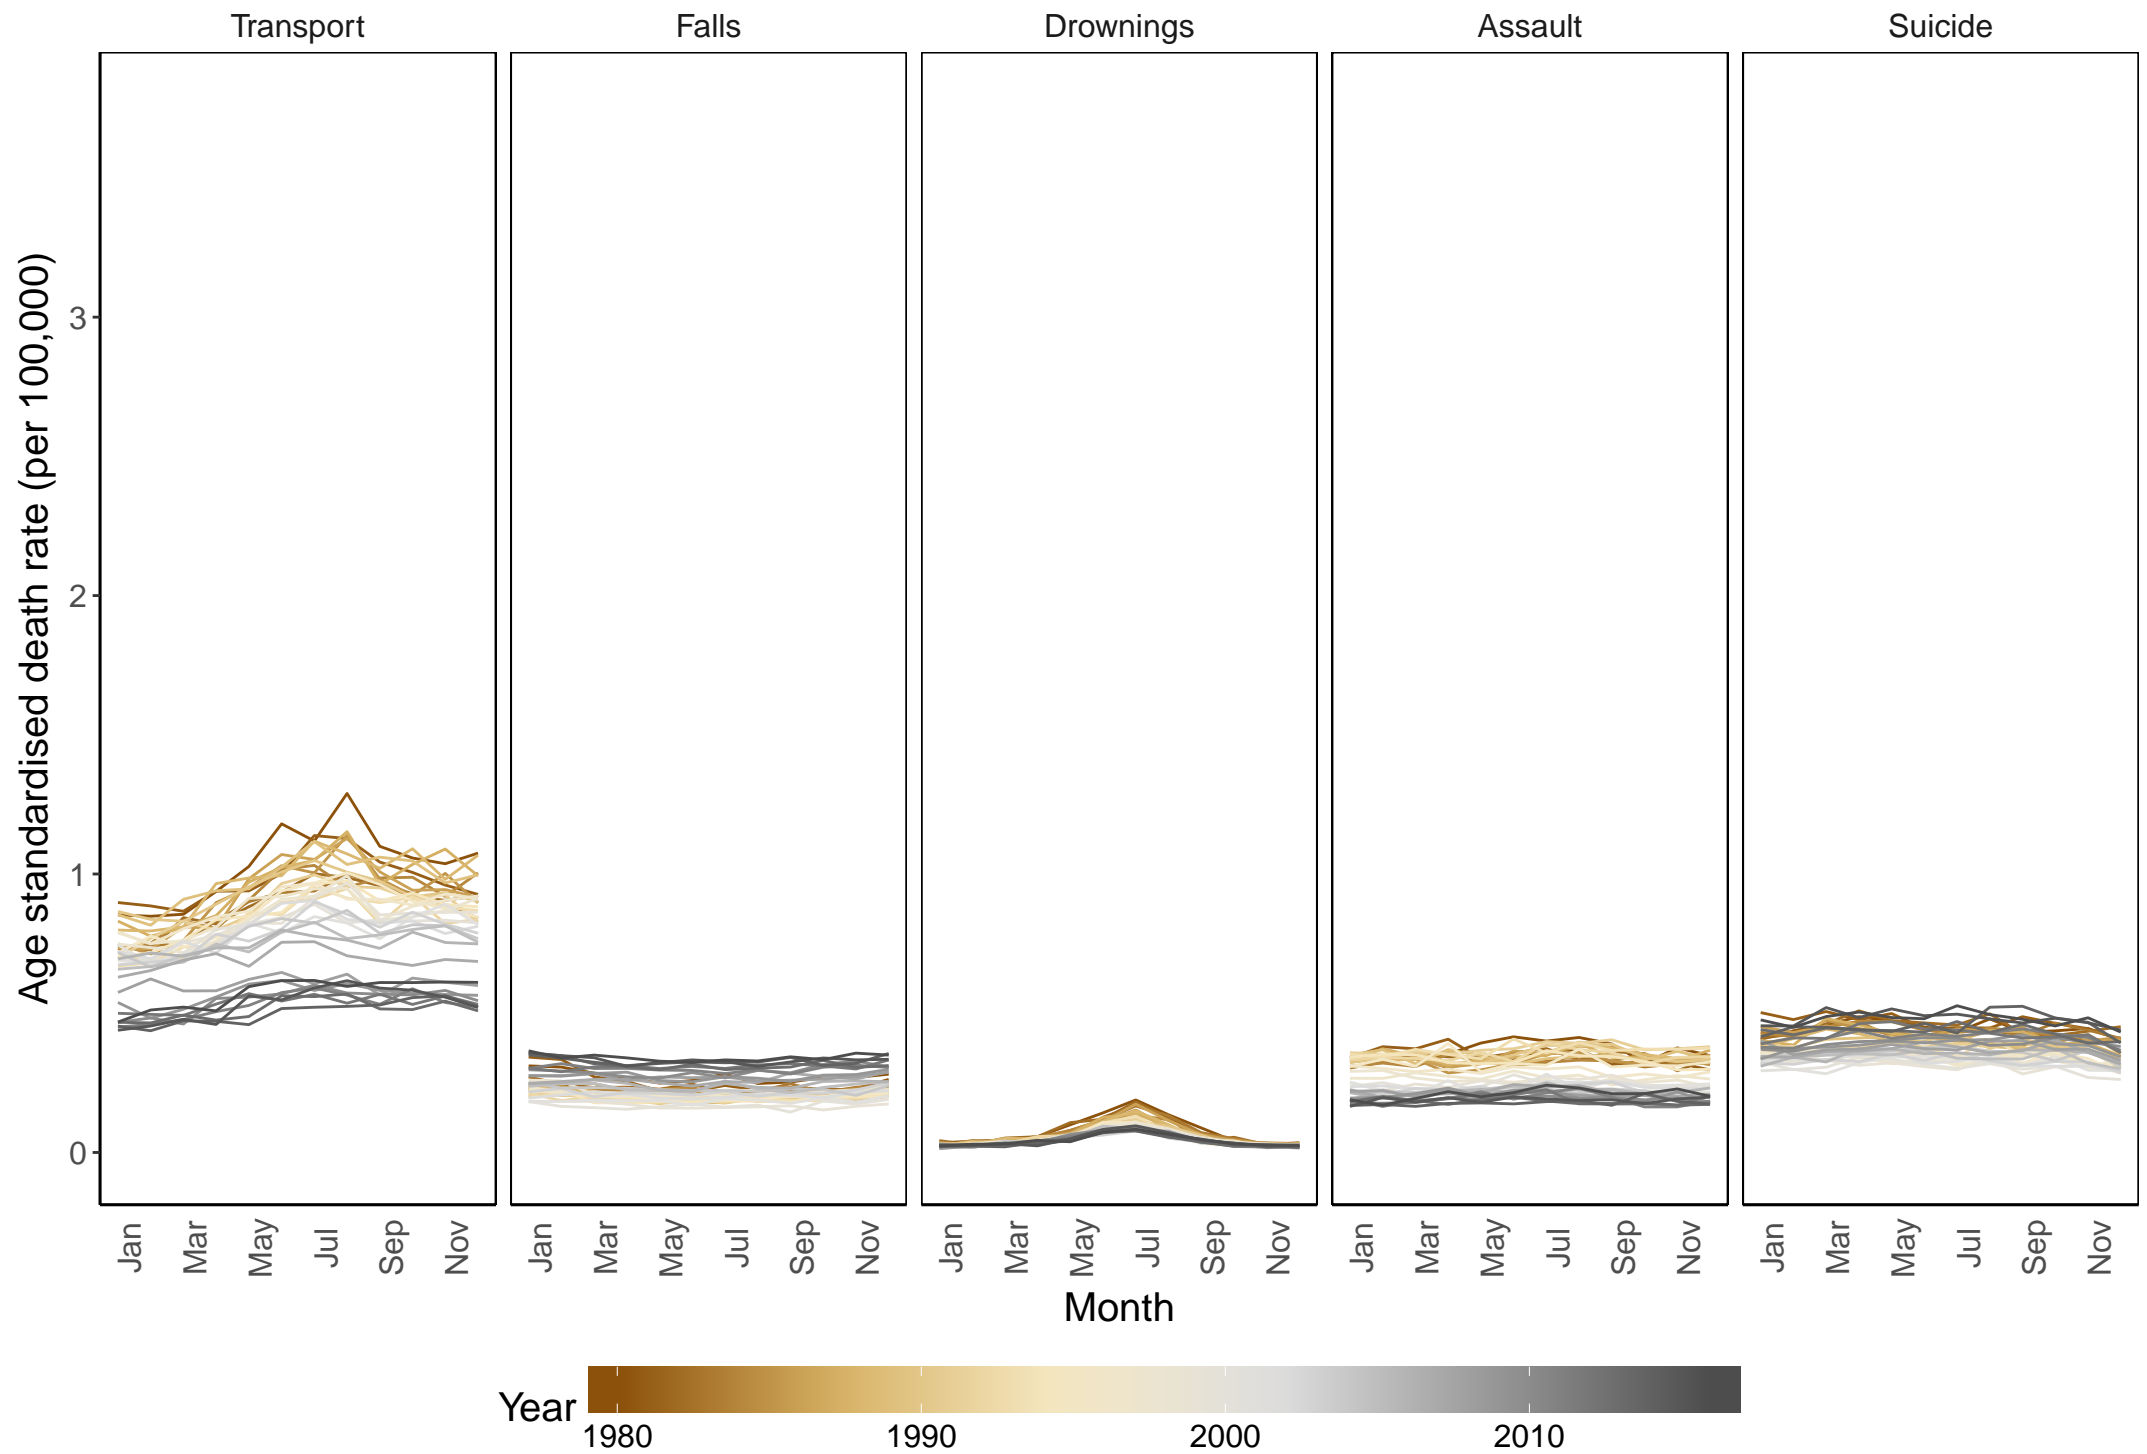 Transport Falls Drownings Assault Suicide
Age standardised death rate (per 100,000)
3
2
1
0
Jan Mar May Jul Sep Nov Jan Mar May Jul Sep Nov Jan Mar May Jul Sep Nov Jan Mar May Jul Sep Nov Jan Mar May Jul Sep Nov
Month
Year
1980 1990 2000 2010